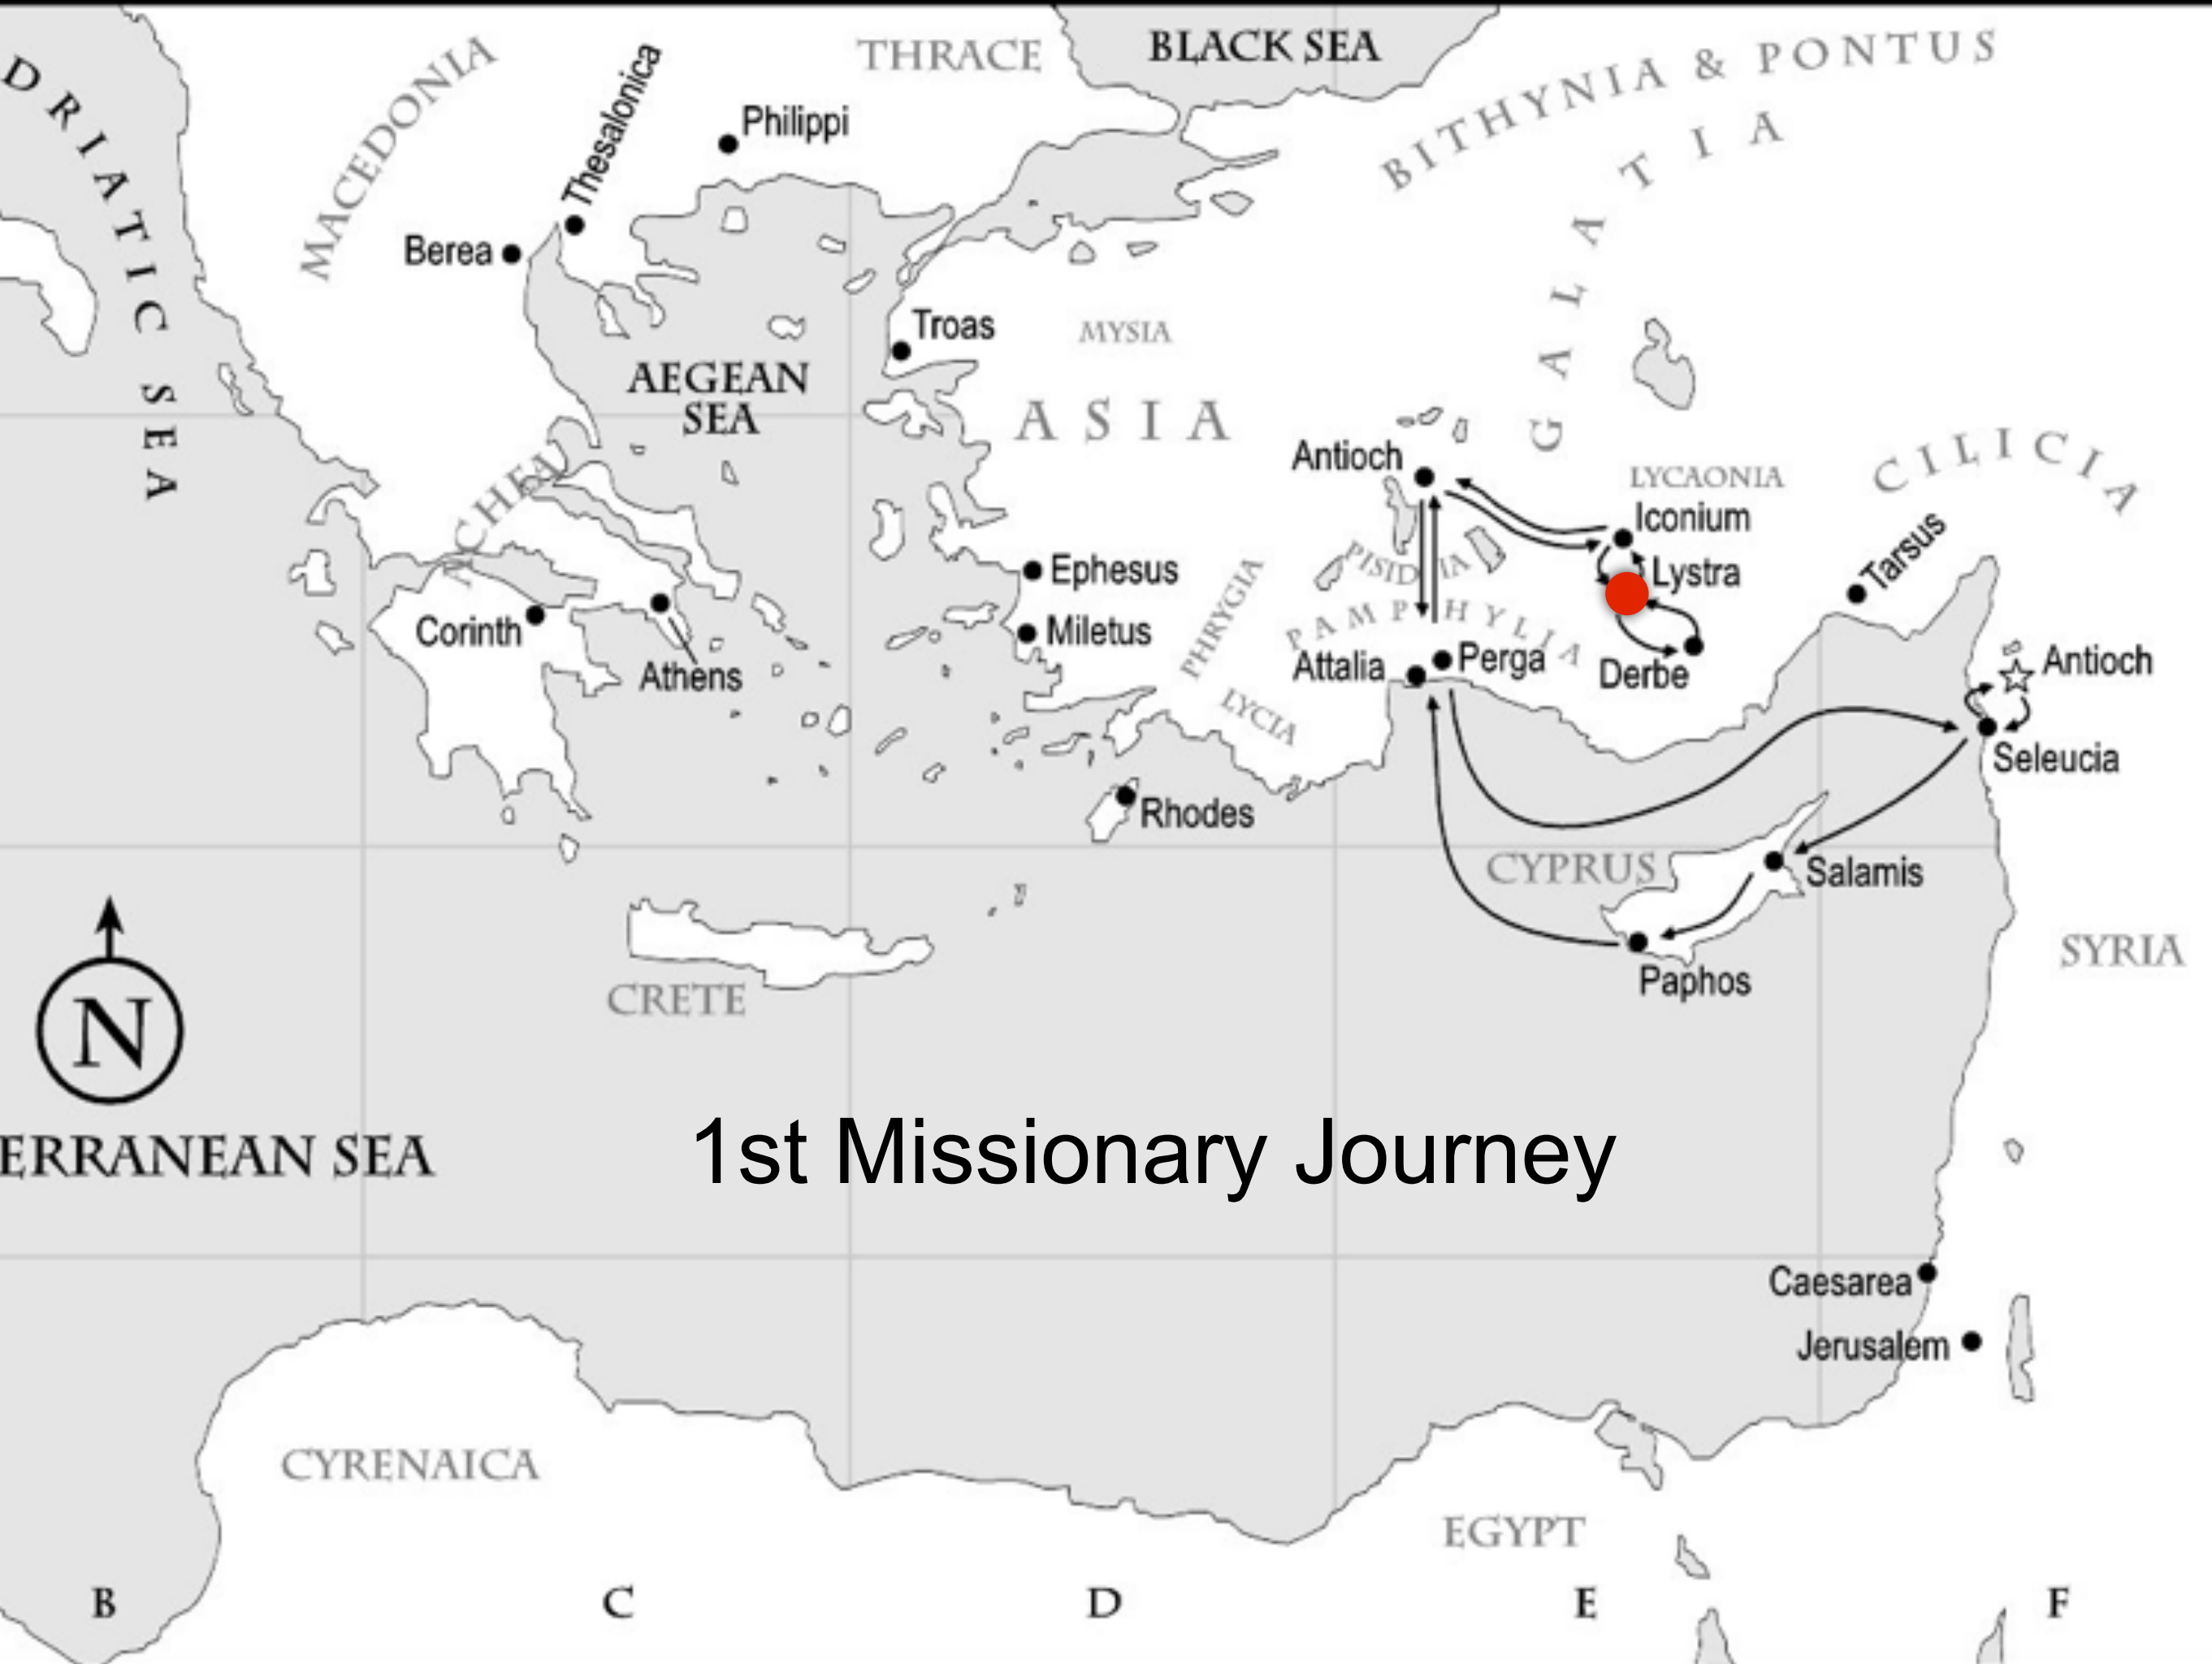 BLACK SEA
THRACE
BITHYNIA & PONTUS
MACEDONIA
Thesalonica
Philippi
GALATIA
DRIATIC SEA
Berea
Troas
MYSIA
AEGEAN
SEA
ASIA
Antioch
LYCAONIA
CILICIA
ACHEA
Iconium
Tarsus
PISIDIA
Lystra
Ephesus
PHRYGIA
PAMPHYLIA
Corinth
Miletus
Athens
Attalia
Perga
Derbe
Antioch
LYCIA
Seleucia
Rhodes
CYPRUS
Salamis
SYRIA
Paphos
CRETE
N
ERRANEAN SEA
1st Missionary Journey
Caesarea
Jerusalem
CYRENAICA
EGYPT
B C D E F